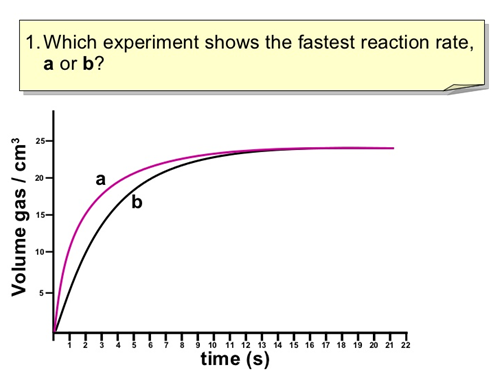 1. Which experiment shows the fastest reaction rate,
a or b?
Volume gas / cm³
25
20
15
10
5
a
b
1 2 3 4 5 6 7 8 9 10 11 12 13 14 15 16 17 18 19 20 21 22
time (s)